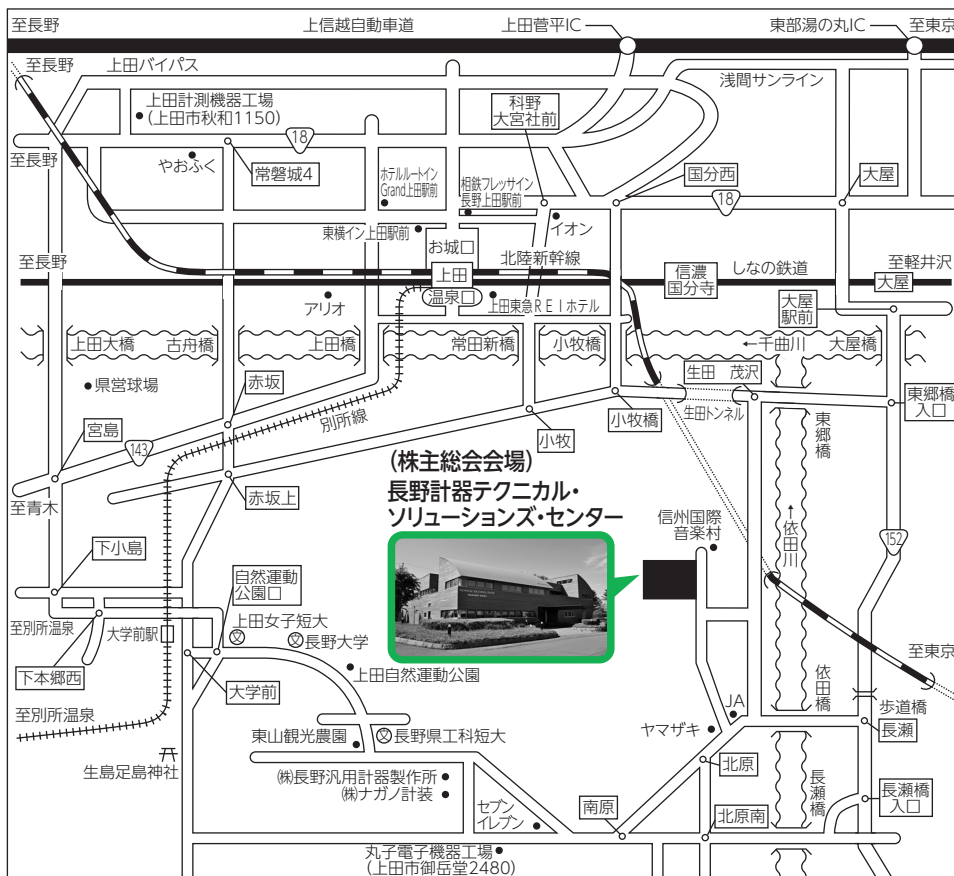 至長野
上信越自動車道
上田菅平IC
東部湯の丸IC
至東京
至長野
上田バイパス
浅間サンライン
上田計測機器工場
(上田市秋和1150)
科野
大宮社前
18
至長野
やおふく
常磐城4
ホテルルートイン
Grand上田駅前
相鉄フレッサイン
長野上田駅前
国分西
18
大屋
イオン
東横イン上田駅前
お城口
至長野
上田
北陸新幹線
信濃
国分寺
しなの鉄道
至軽井沢
大屋
アリオ
温泉口
上田東急REIホテル
大屋
駅前
上田大橋
古舟橋
上田橋
常田新橋
小牧橋
←千曲川
大屋橋
県営球場
赤坂
生田
茂沢
別所線
小牧
小牧橋
生田トンネル
東郷橋
東郷橋
入口
宮島
143
至青木
赤坂上
(株主総会会場)
長野計器テクニカル・
ソリューションズ・センター
信州国際
音楽村
→依田川
152
下小島
自然運動
公園口
至別所温泉
大学前駅
上田女子短大
文
文
長野大学
下本郷西
大学前
上田自然運動公園
至東京
至別所温泉
依田橋
歩道橋
JA
ヤマザキ
長瀬
東山観光農園
文
長野県工科短大
生島足島神社
北原
(株)長野汎用計器製作所
(株)ナガノ計装
セブン
イレブン
南原
北原南
長瀬橋
長瀬橋
入口
丸子電子機器工場
(上田市御岳堂2480)